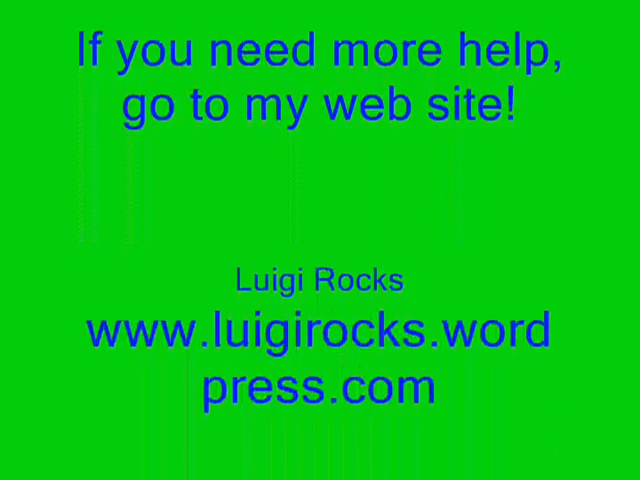 If you need more help,
go to my web site!
Luigi Rocks
www.luigirocks.word
press.com